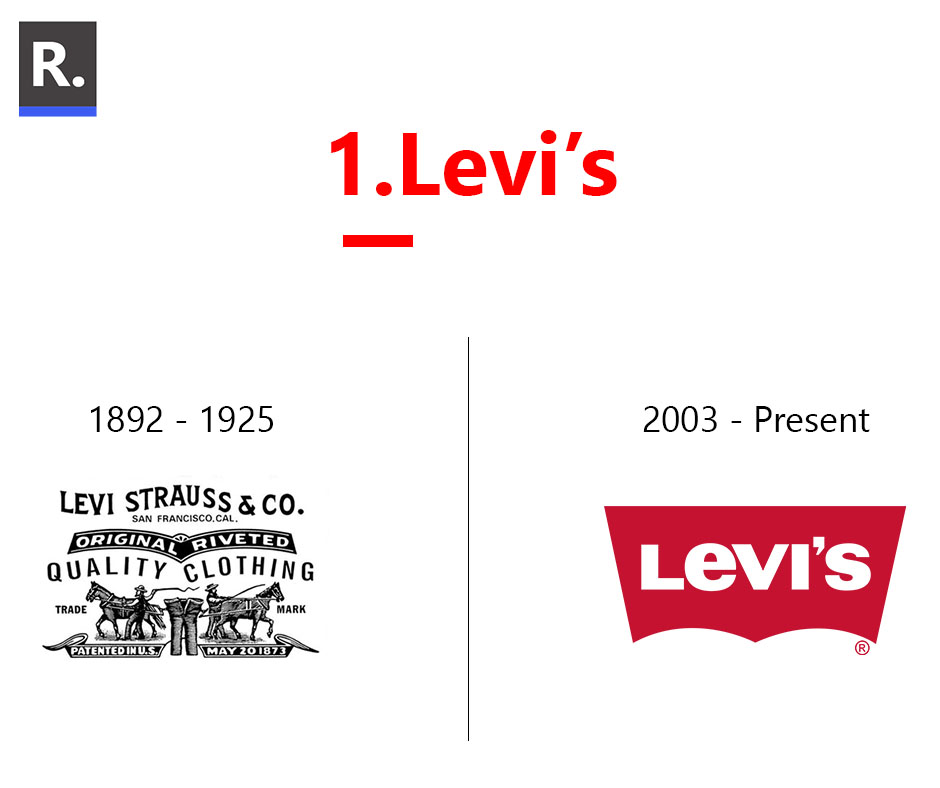 R.
1.Levi’s
1892 - 1925
2003 - Present
LEVI STRAUSS & CO.
SAN FRANCISCO, CAL.
ORIGINAL RIVETED
QUALITY CLOTHING
TRADE MARK
PATENTED IN U.S. MAY 20 1873
Levi’s
®